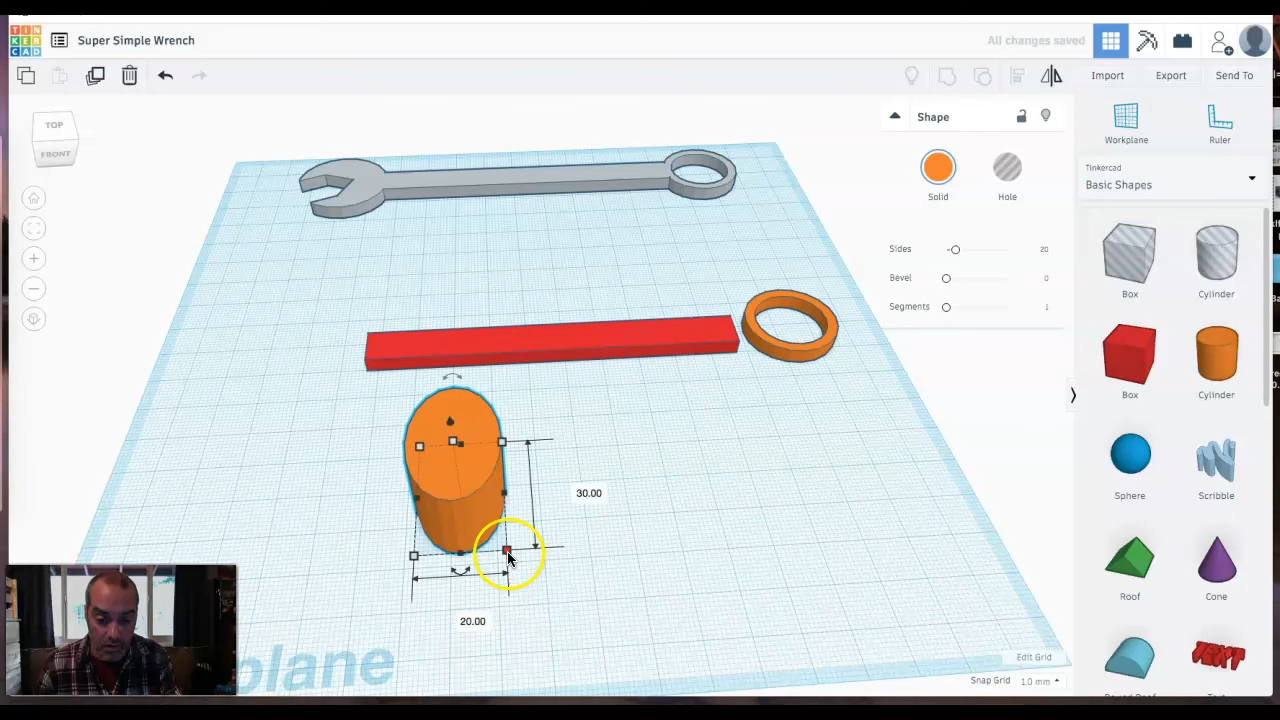 TIN
KER
CAD
Super Simple Wrench
All changes saved
Import
Export
Send To
TOP
FRONT
Shape
Solid
Hole
Sides
20
Bevel
0
Segments
1
Workplane
Ruler
Tinkercad
Basic Shapes
Box
Cylinder
Box
Cylinder
Sphere
Scribble
Roof
Cone
TEXT
30.00
20.00
plane
Edit Grid
Snap Grid
1.0 mm